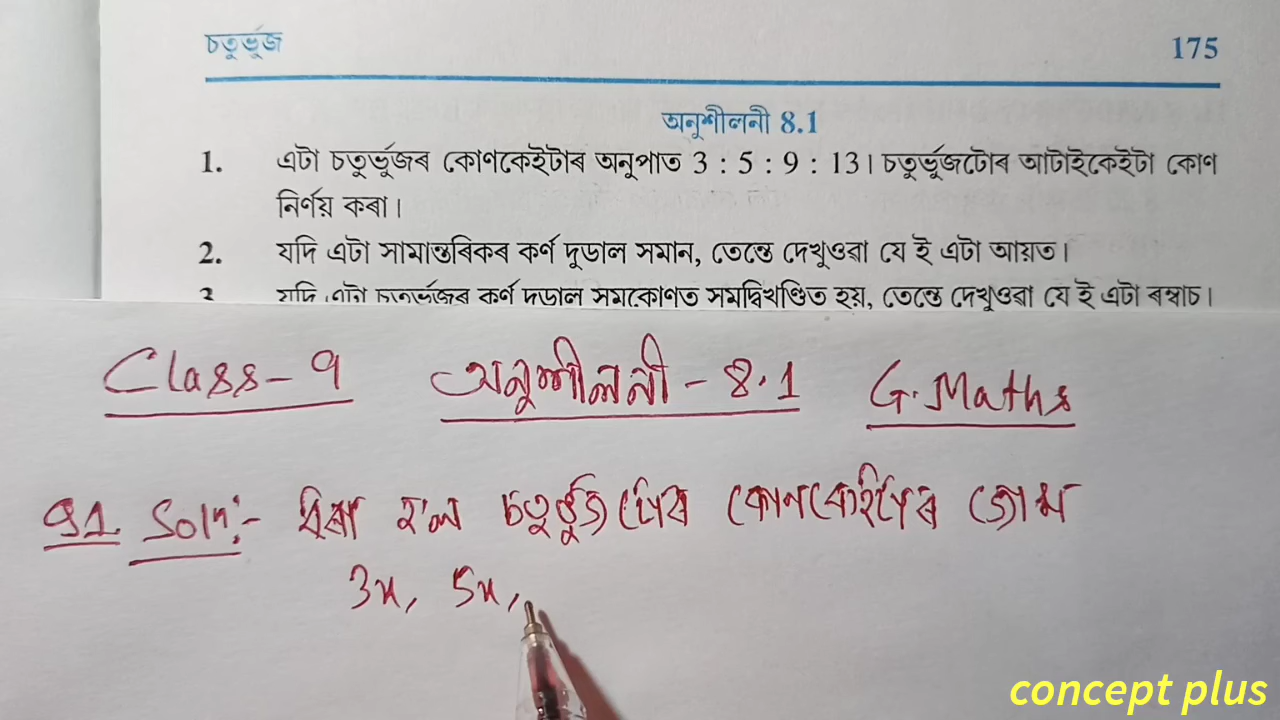 চতুৰ্ভুজ 175
অনুশীলনী 8.1
1. এটা চতুৰ্ভুজৰ কোণকেইটাৰ অনুপাত 3 : 5 : 9 : 13। চতুৰ্ভুজটোৰ আটাইকেইটা কোণ
নিৰ্ণয় কৰা।
2. যদি এটা সামান্তৰিকৰ কৰ্ণ দুডাল সমান, তেন্তে দেখুওৱা যে ই এটা আয়ত।
3. যদি এটা চতুৰ্ভুজৰ কৰ্ণ দুডাল সমকোণত সমদ্বিখণ্ডিত হয়, তেন্তে দেখুওৱা যে ই এটা ৰম্বাচ।
Class-9 অনুশীলনী-8.1 G.Maths
Q1 Soln:- ধৰা হ'ল চতুৰ্ভুজটোৰ কোনকেইটাৰ জোখ
3x, 5x,
concept plus